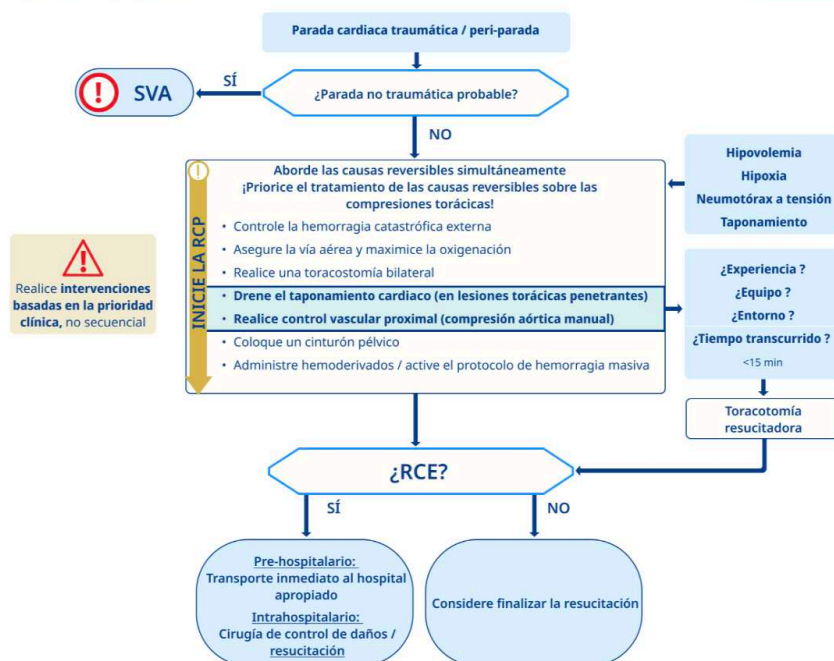 Parada cardiaca traumática / peri-parada
SÍ
SVA
¿Parada no traumática probable?
NO
Aborde las causas reversibles simultáneamente
¡Priorice el tratamiento de las causas reversibles sobre las
compresiones torácicas!
INICIE LA RCP
• Controle la hemorragia catastrófica externa
• Asegure la vía aérea y maximice la oxigenación
• Realice una toracostomía bilateral
• Drene el taponamiento cardiaco (en lesiones torácicas penetrantes)
• Realice control vascular proximal (compresión aórtica manual)
• Coloque un cinturón pélvico
• Administre hemoderivados / active el protocolo de hemorragia masiva
Hipovolemia
Hipoxia
Neumotórax a tensión
Taponamiento
Realice intervenciones
basadas en la prioridad
clínica, no secuencial
¿Experiencia ?
¿Equipo ?
¿Entorno ?
¿Tiempo transcurrido ?
<15 min
Toracotomía
resucitadora
¿RCE?
SÍ
NO
Pre-hospitalario:
Transporte inmediato al hospital
apropiado
Intrahospitalario:
Cirugía de control de daños /
resucitación
Considere finalizar la resucitación